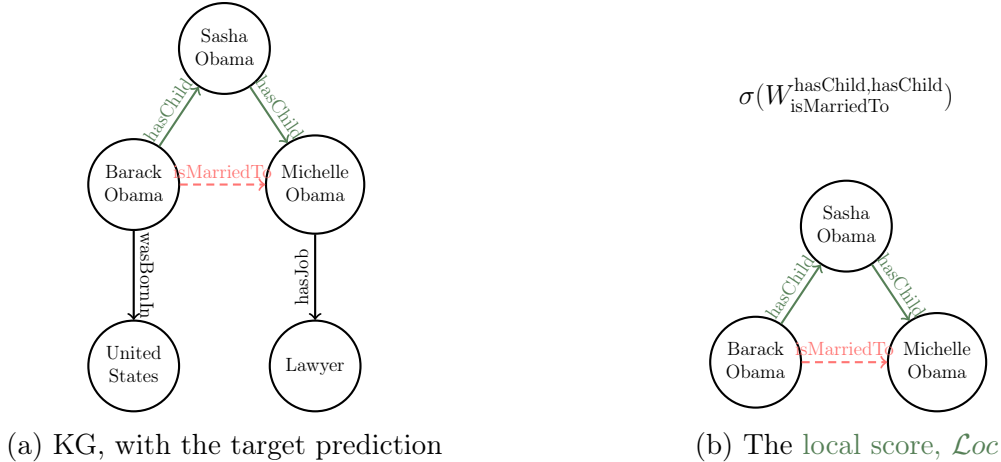 Sasha
Obama
hasChild
hasChild
Barack
Obama
isMarriedTo
Michelle
Obama
wasBornIn
hasJob
United
States
Lawyer
(a) KG, with the target prediction
σ(W^{hasChild,hasChild}_{isMarriedTo})
Sasha
Obama
hasChild
hasChild
Barack
Obama
isMarriedTo
Michelle
Obama
(b) The local score, ℒoc